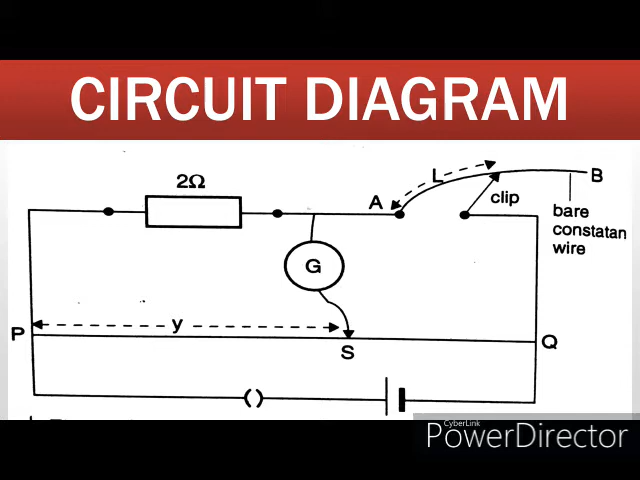 CIRCUIT DIAGRAM
2Ω
A
L
B
clip
bare
constatan
wire
G
P
y
S
Q
( )
CyberLink
PowerDirector